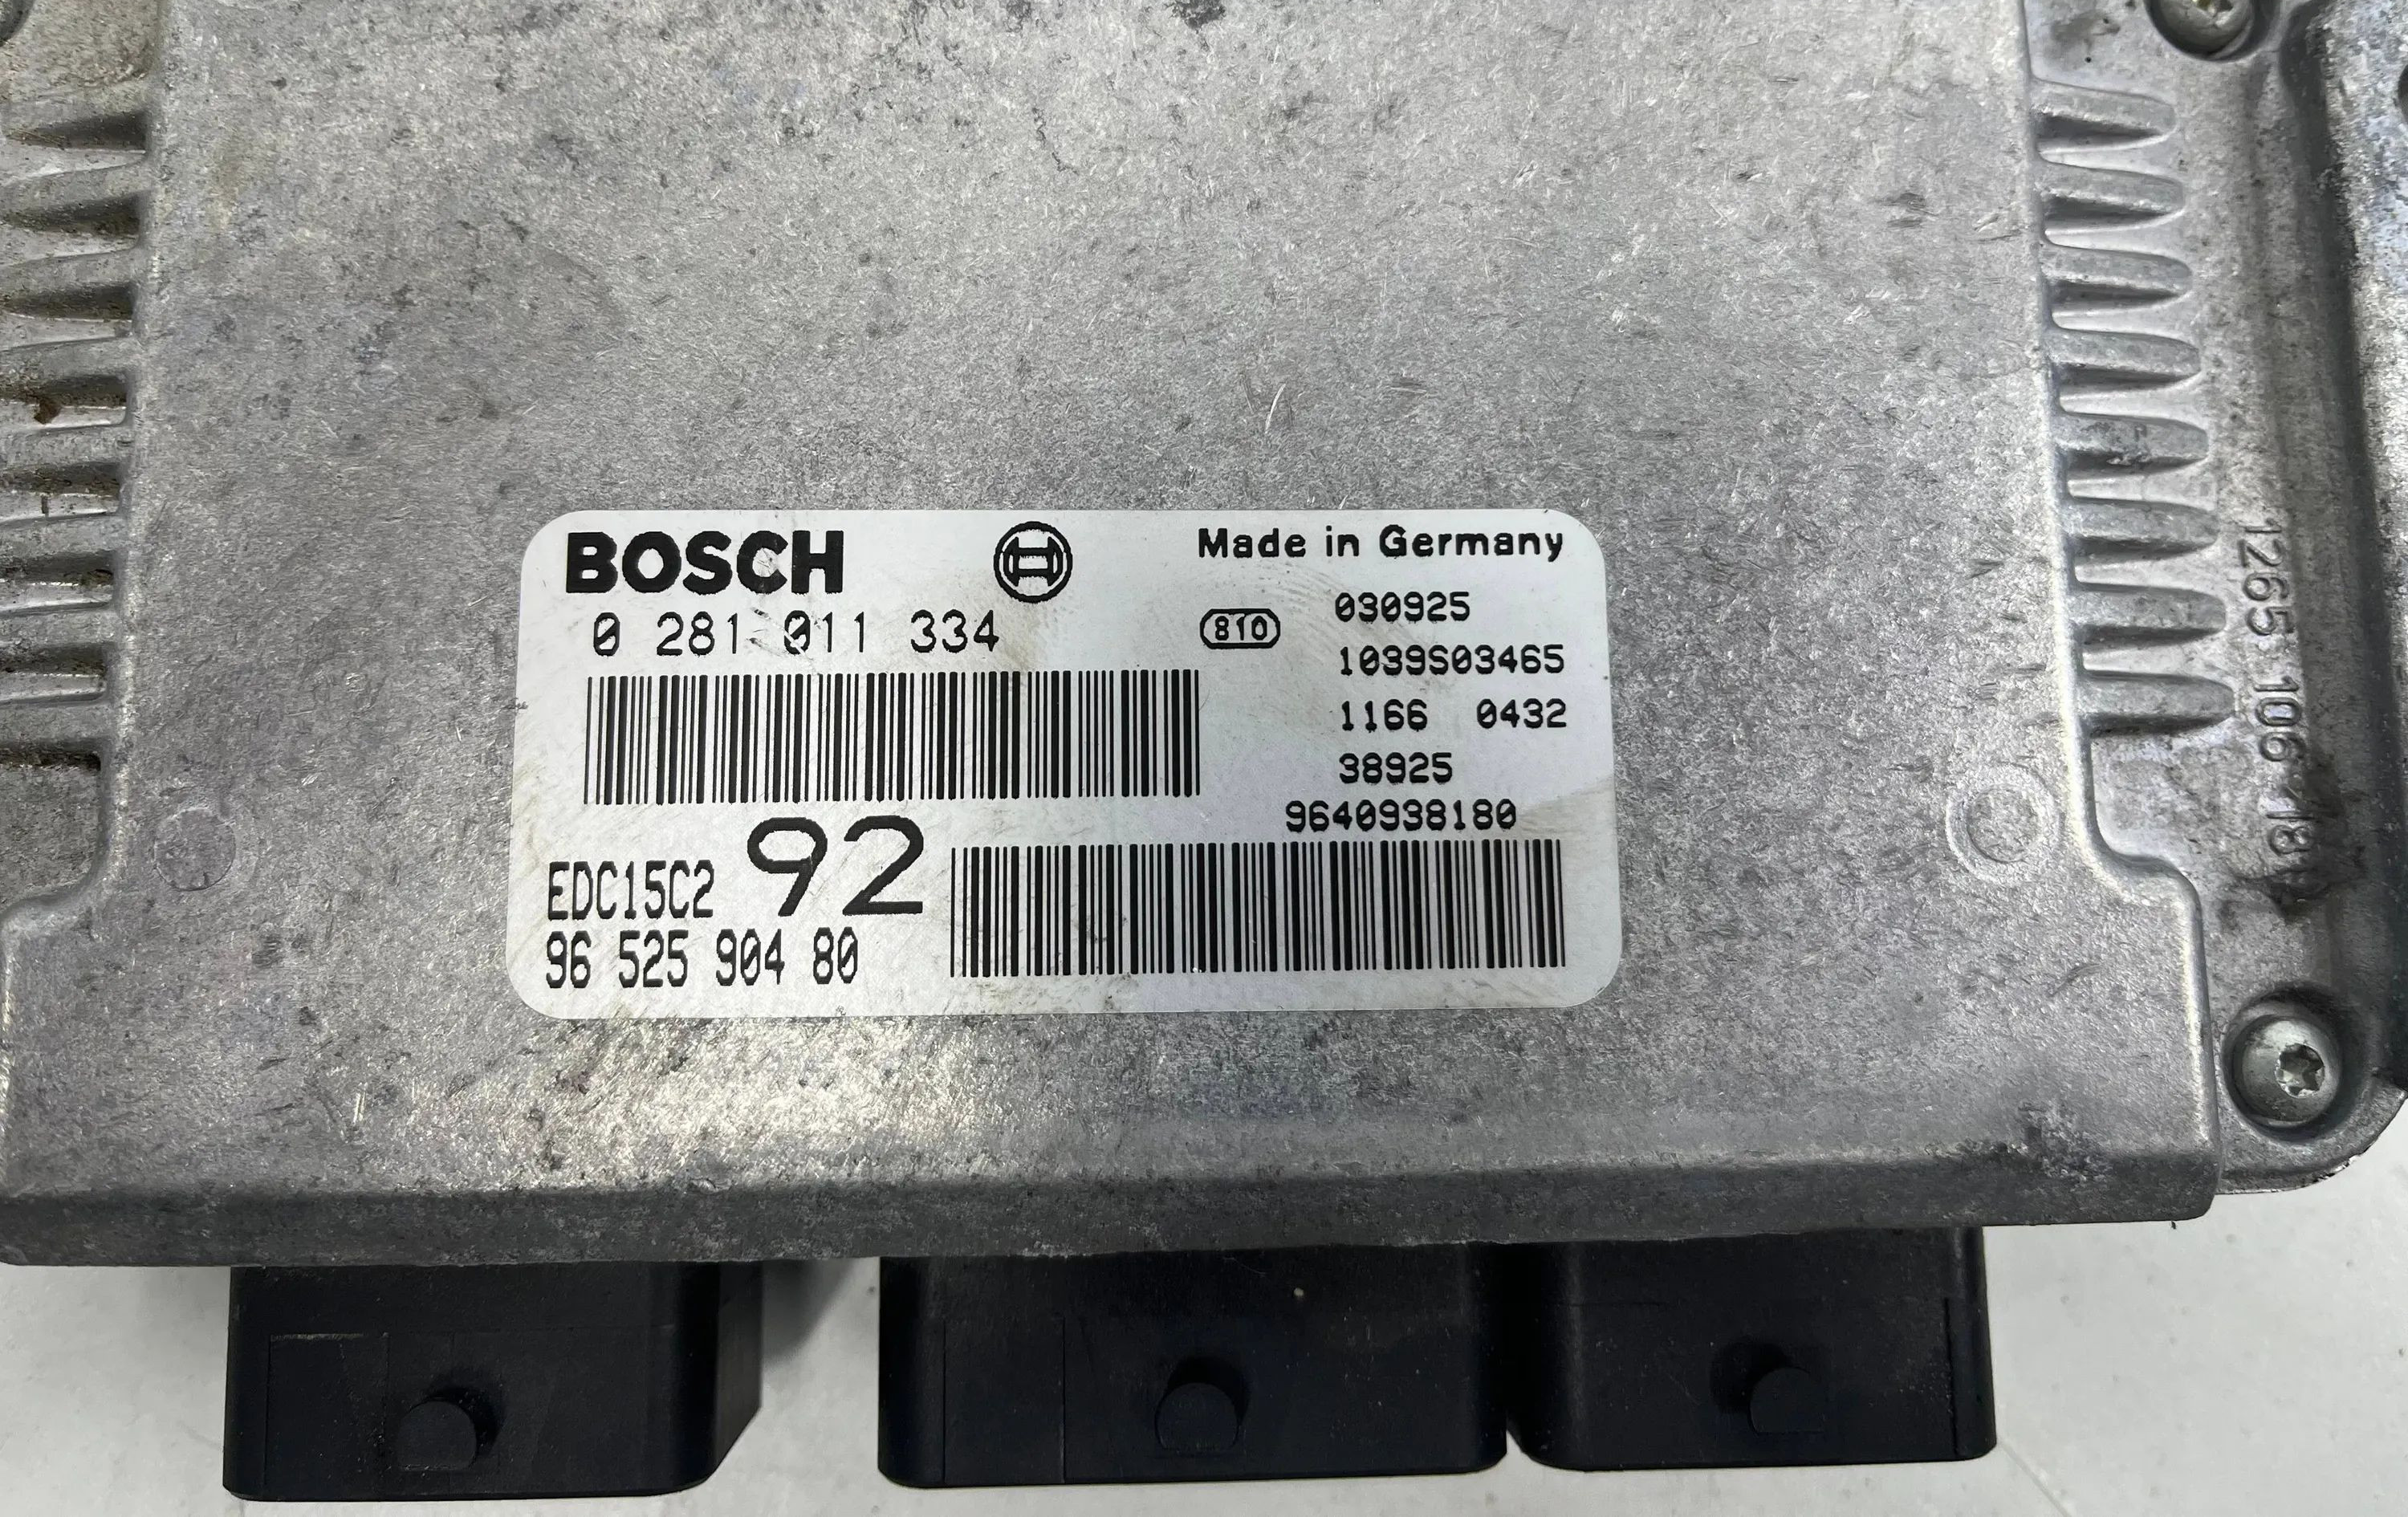 BOSCH
Made in Germany
0 281 011 334
810
030925
1039S03465
1166 0432
38925
9640938180
EDC15C2 92
96 525 904 80
1265 106 18